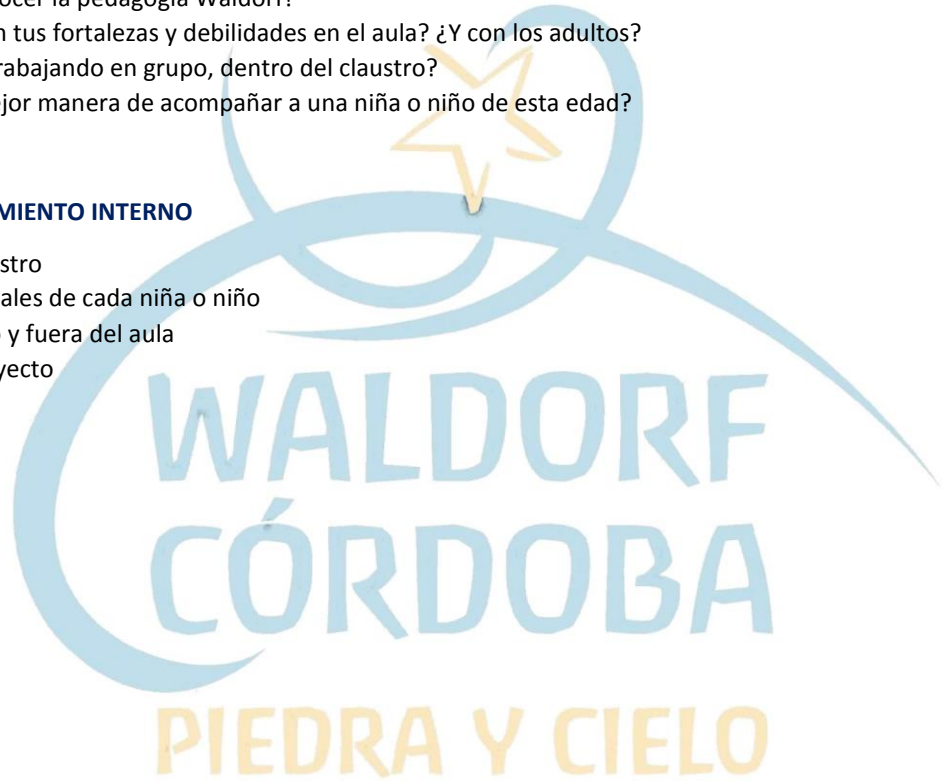 ocer la pedagogía Waldorf?
n tus fortalezas y debilidades en el aula? ¿Y con los adultos?
rabajando en grupo, dentro del claustro?
ejor manera de acompañar a una niña o niño de esta edad?
MIENTO INTERNO
stro
ales de cada niña o niño
o y fuera del aula
yecto
WALDORF
CÓRDOBA
PIEDRA Y CIELO